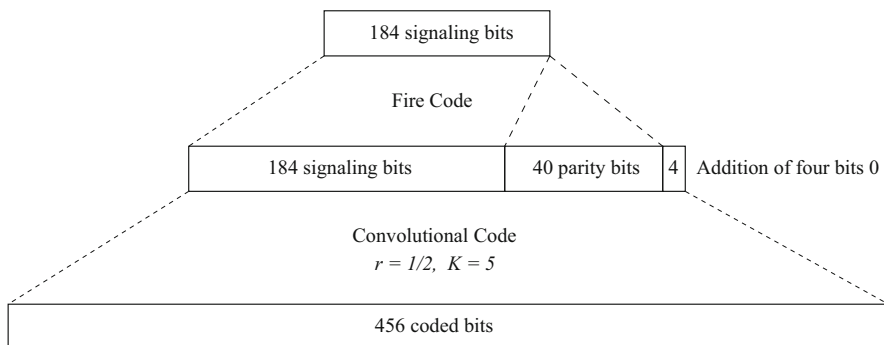 184 signaling bits
Fire Code
184 signaling bits
40 parity bits
4
Addition of four bits 0
Convolutional Code
r = 1/2, K = 5
456 coded bits